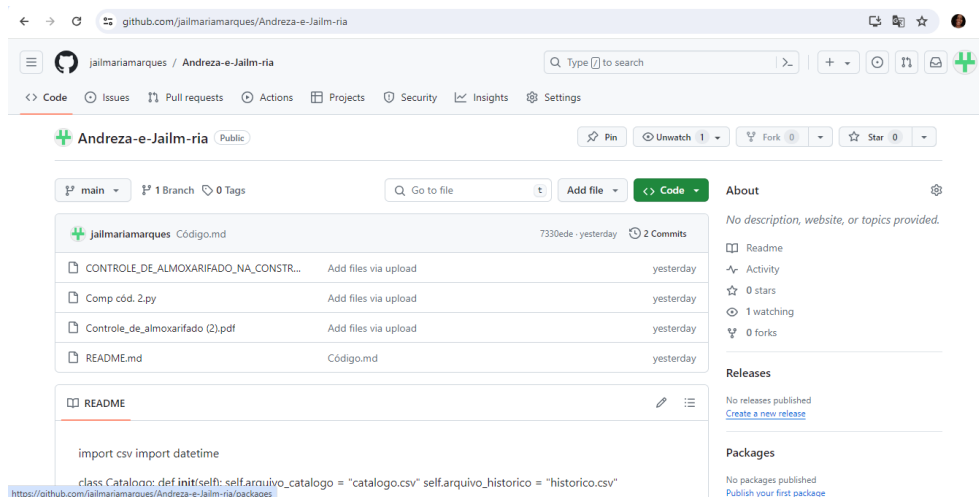 github.com/jailmariamarques/Andreza-e-Jailm-ria
jailmariamarques / Andreza-e-Jailm-ria
Type / to search
<> Code Issues Pull requests Actions Projects Security Insights Settings
Andreza-e-Jailm-ria Public
Pin Unwatch 1 Fork 0 Star 0
main 1 Branch 0 Tags
Go to file t Add file <> Code
jailmariamarques Código.md 7330ede · yesterday 2 Commits
CONTROLE_DE_ALMOXARIFADO_NA_CONSTR... Add files via upload yesterday
Comp cód. 2.py Add files via upload yesterday
Controle_de_almoxarifado (2).pdf Add files via upload yesterday
README.md Código.md yesterday
README
import csv import datetime
class Catalogo: def init(self): self.arquivo_catalogo = "catalogo.csv" self.arquivo_historico = "historico.csv"
https://github.com/jailmariamarques/Andreza-e-Jailm-ria/packages
About
No description, website, or topics provided.
Readme
Activity
0 stars
1 watching
0 forks
Releases
No releases published
Create a new release
Packages
No packages published
Publish your first package